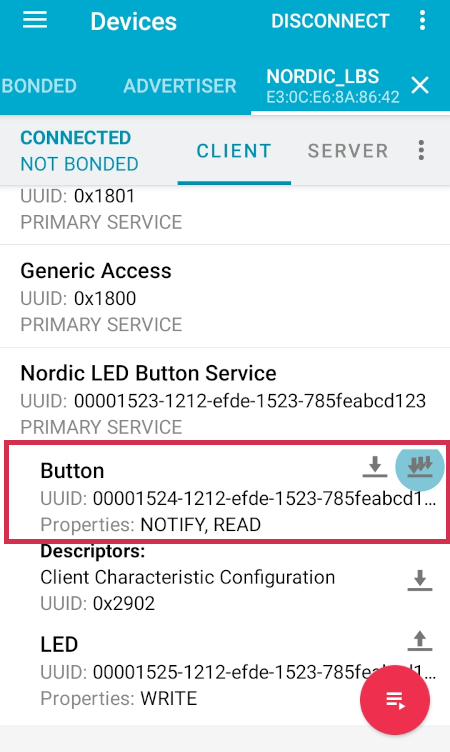 Devices
DISCONNECT
BONDED
ADVERTISER
NORDIC_LBS
E3:0C:E6:8A:86:42
CONNECTED
NOT BONDED
CLIENT
SERVER
UUID: 0x1801
PRIMARY SERVICE
Generic Access
UUID: 0x1800
PRIMARY SERVICE
Nordic LED Button Service
UUID: 00001523-1212-efde-1523-785feabcd123
PRIMARY SERVICE
Button
UUID: 00001524-1212-efde-1523-785feabcd1...
Properties: NOTIFY, READ
Descriptors:
Client Characteristic Configuration
UUID: 0x2902
LED
UUID: 00001525-1212-efde-1523-785feabcd1...
Properties: WRITE